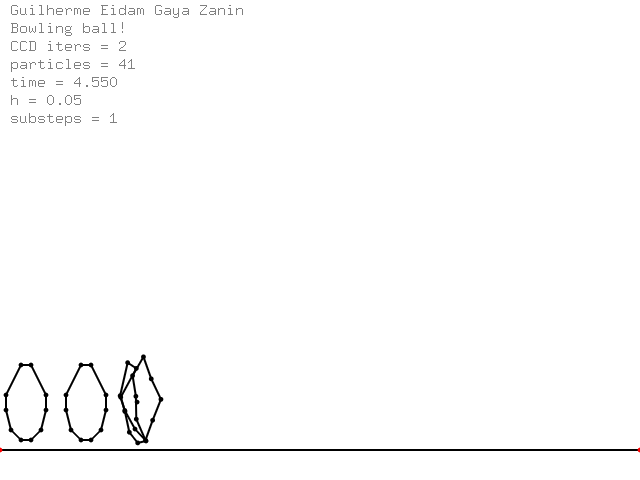 Guilherme Eidam Gaya Zanin
Bowling ball!
CCD iters = 2
particles = 41
time = 4.550
h = 0.05
substeps = 1